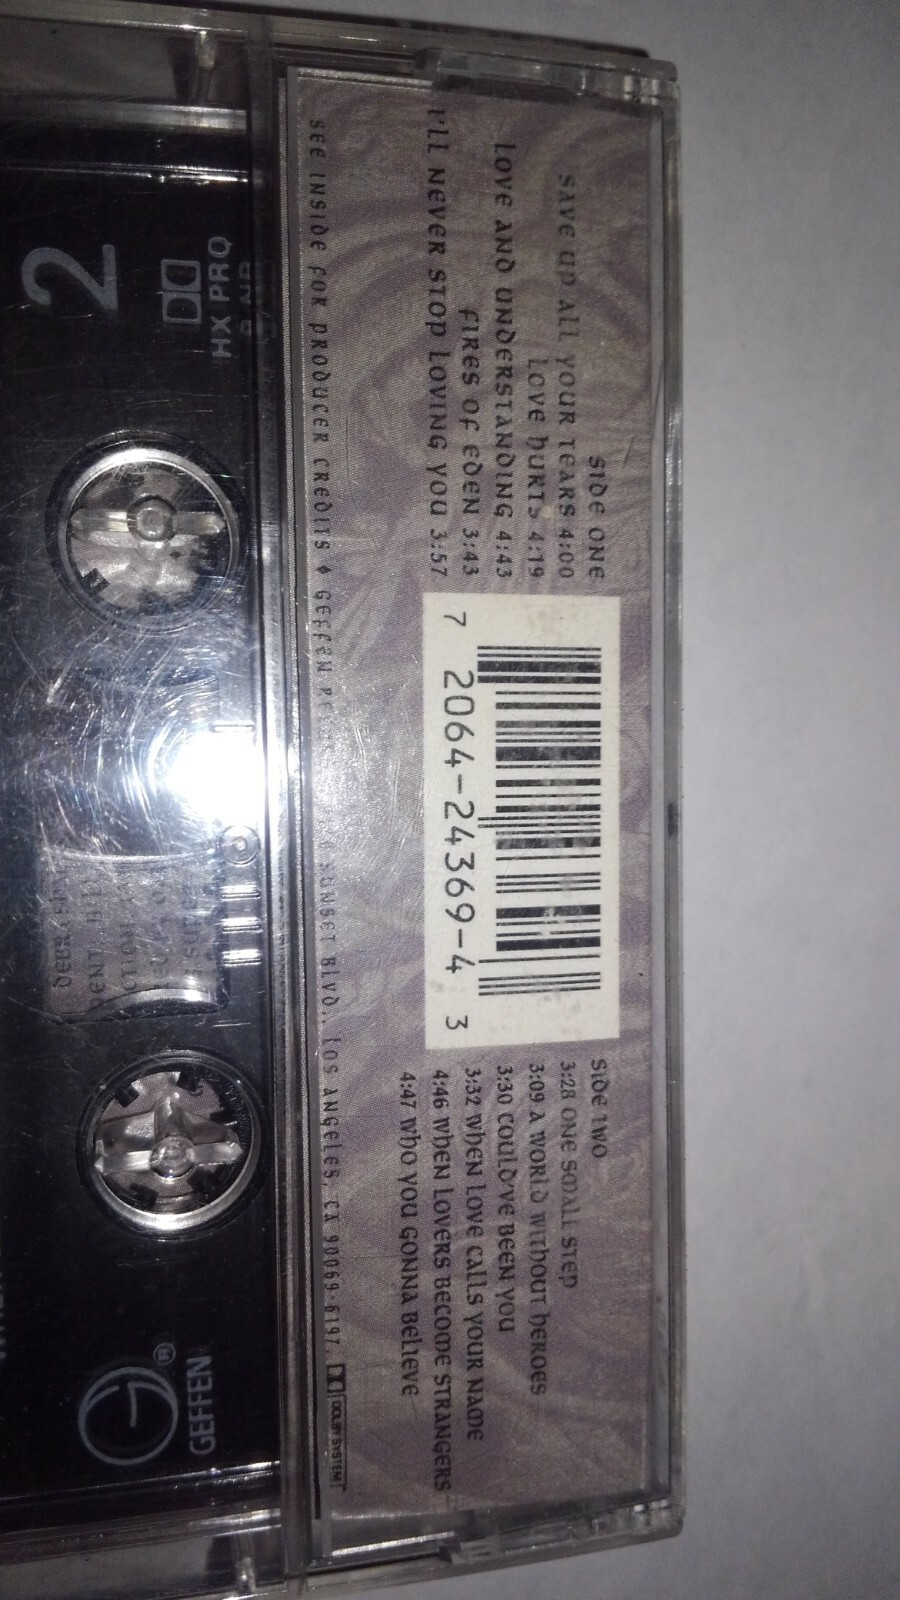 SIDE ONE
SAVE UP ALL YOUR TEARS 4:00
LOVE HURTS 4:19
LOVE AND UNDERSTANDING 4:43
FIRES OF EDEN 3:43
I'LL NEVER STOP LOVING YOU 3:57
7 2064-24369-4 3
SIDE TWO
3:28 ONE SMALL STEP
3:09 A WORLD WITHOUT HEROES
3:30 COULD'VE BEEN YOU
3:32 WHEN LOVE CALLS YOUR NAME
4:46 WHEN LOVERS BECOME STRANGERS
4:47 WHO YOU GONNA BELIEVE
SEE INSIDE FOR PRODUCER CREDITS GEFFEN SUNSET BLVD., LOS ANGELES, CA 90069-6197.
DOLBY SYSTEM
HX PRO
2
GEFFEN